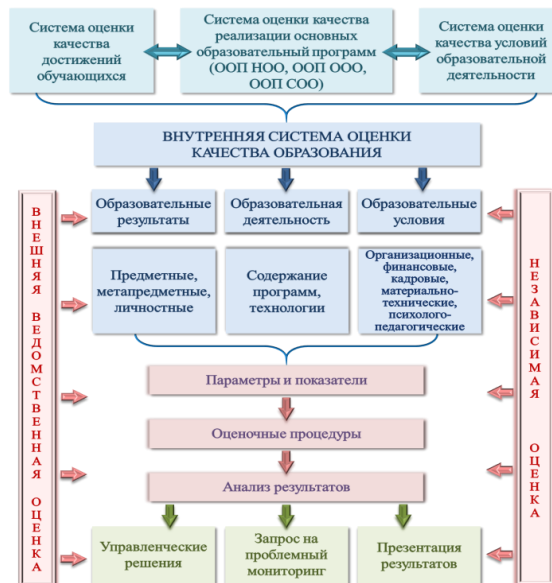 Система оценки
качества
достижений
обучающихся
Система оценки качества
реализации основных
образовательный программ
(ООП НОО, ООП ООО,
ООП СОО)
Система оценки
качества условий
образовательной
деятельности
ВНУТРЕННЯЯ СИСТЕМА ОЦЕНКИ
КАЧЕСТВА ОБРАЗОВАНИЯ
Образовательные
результаты
Образовательная
деятельность
Образовательные
условия
Предметные,
метапредметные,
личностные
Содержание
программ,
технологии
Организационные,
финансовые,
кадровые,
материально-
технические,
психолого-
педагогические
Параметры и показатели
Оценочные процедуры
Анализ результатов
Управленческие
решения
Запрос на
проблемный
мониторинг
Презентация
результатов
ВНЕШНЯЯ ВЕДОМСТВЕННАЯ ОЦЕНКА
НЕЗАВИСИМАЯ ОЦЕНКА